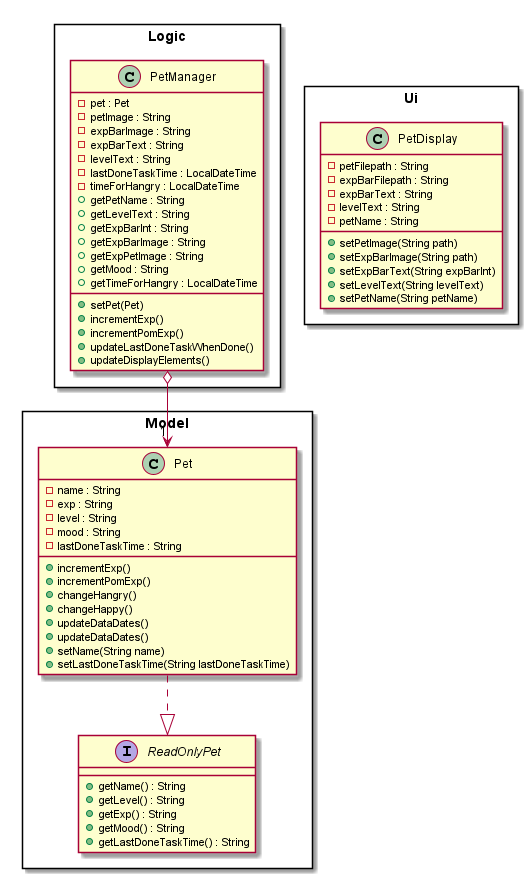 Logic
C PetManager
pet : Pet
petImage : String
expBarImage : String
expBarText : String
levelText : String
lastDoneTaskTime : LocalDateTime
timeForHangry : LocalDateTime
getPetName : String
getLevelText : String
getExpBarInt : String
getExpBarImage : String
getExpPetImage : String
getMood : String
getTimeForHangry : LocalDateTime
setPet(Pet)
incrementExp()
incrementPomExp()
updateLastDoneTaskWhenDone()
updateDisplayElements()
Ui
C PetDisplay
petFilepath : String
expBarFilepath : String
expBarText : String
levelText : String
petName : String
setPetImage(String path)
setExpBarImage(String path)
setExpBarText(String expBarInt)
setLevelText(String levelText)
setPetName(String petName)
Model
1
C Pet
name : String
exp : String
level : String
mood : String
lastDoneTaskTime : String
incrementExp()
incrementPomExp()
changeHangry()
changeHappy()
updateDataDates()
updateDataDates()
setName(String name)
setLastDoneTaskTime(String lastDoneTaskTime)
I ReadOnlyPet
getName() : String
getLevel() : String
getExp() : String
getMood() : String
getLastDoneTaskTime() : String